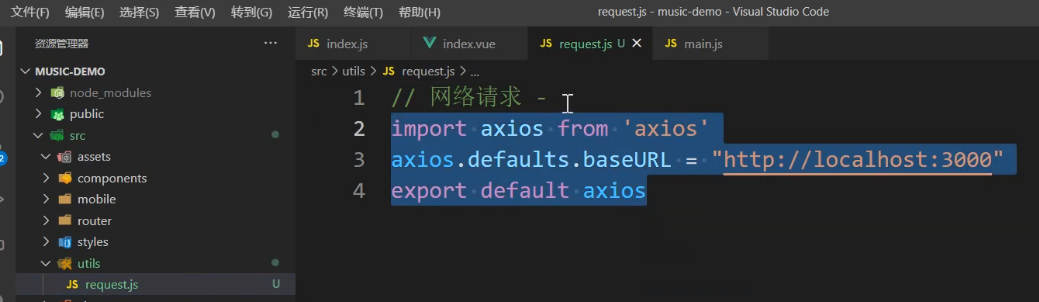 文件(F) 编辑(E) 选择(S) 查看(V) 转到(G) 运行(R) 终端(T) 帮助(H) request.js - music-demo - Visual Studio Code
资源管理器 ···
JS index.js index.vue JS request.js U × JS main.js
src > utils > JS request.js > ...
MUSIC-DEMO
node_modules
public
src
assets
components
mobile
router
styles
utils
JS request.js U
1 // 网络请求 -
2 import axios from 'axios'
3 axios.defaults.baseURL = "http://localhost:3000"
4 export default axios